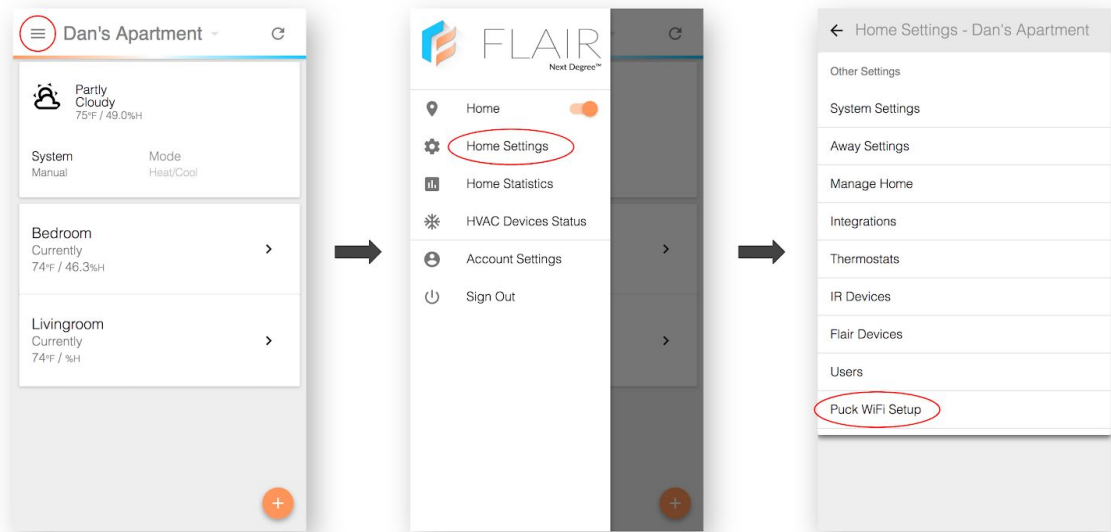 Dan's Apartment
Partly
Cloudy
75°F / 49.0%H
System
Manual
Mode
Heat/Cool
Bedroom
Currently
74°F / 46.3%H
Livingroom
Currently
74°F / %H
+
FLAIR
Next Degree™
Home
Home Settings
Home Statistics
HVAC Devices Status
Account Settings
Sign Out
+
Home Settings - Dan's Apartment
Other Settings
System Settings
Away Settings
Manage Home
Integrations
Thermostats
IR Devices
Flair Devices
Users
Puck WiFi Setup